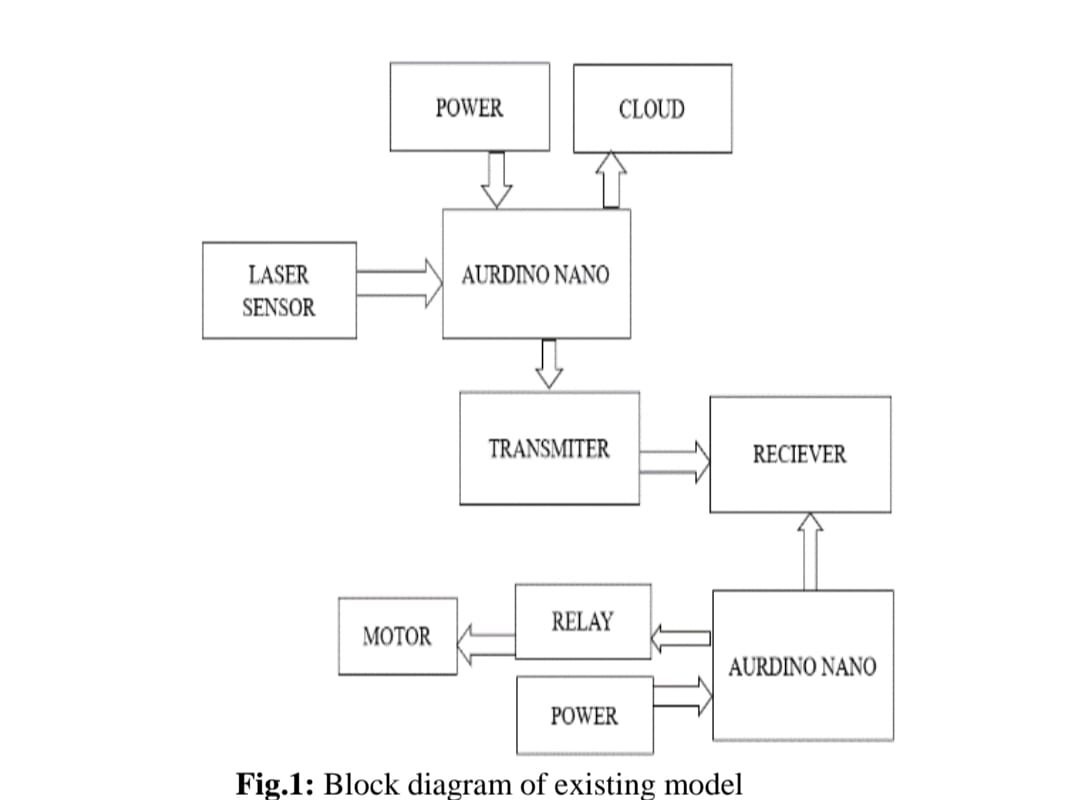 POWER
CLOUD
LASER
SENSOR
AURDINO NANO
TRANSMITER
RECIEVER
MOTOR
RELAY
AURDINO NANO
POWER
Fig.1: Block diagram of existing model